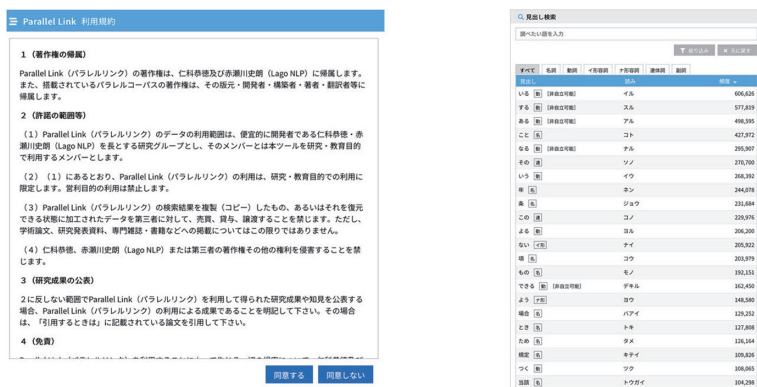 Parallel Link 利用規約
1（著作権の帰属）
Parallel Link（パラレルリンク）の著作権は、仁科恭徳及び赤瀬川史朗（Lago NLP）に帰属します。
また、搭載されているパラレルコーパスの著作権は、その版元・開発者・構築者・著者・翻訳者等に
帰属します。
2（許諾の範囲等）
（1）Parallel Link（パラレルリンク）のデータの利用範囲は、便宜的に開発者である仁科恭徳・赤
瀬川史朗（Lago NLP）を長とする研究グループとし、そのメンバーとは本ツールを研究・教育目的
で利用するメンバーとします。
（2）（1）にあるとおり、Parallel Link（パラレルリンク）の利用は、研究・教育目的での利用に
限定します。営利目的の利用は禁止します。
（3）Parallel Link（パラレルリンク）の検索結果を複製（コピー）したもの、あるいはそれを復元
できる状態に加工されたデータを第三者に対して、売買、貸与、譲渡することを禁じます。ただし、
学術論文、研究発表資料、専門雑誌・書籍などへの掲載についてはこの限りではありません。
（4）仁科恭徳、赤瀬川史朗（Lago NLP）または第三者の著作権その他の権利を侵害することを禁
じます。
3（研究成果の公表）
2に反しない範囲でParallel Link（パラレルリンク）を利用して得られた研究成果や知見を公表する
場合、Parallel Link（パラレルリンク）の利用による成果であることを明記して下さい。その場合
は、「引用するときは」に記載されている論文を引用して下さい。
4（免責）
同意する 同意しない
見出し検索
調べたい語を入力
絞り込み 元に戻す
すべて 名詞 動詞 イ形容詞 ナ形容詞 連体詞 副詞
見出し 読み 頻度
いる 動 [非自立可能] イル 606,626
する 動 [非自立可能] スル 577,819
ある 動 [非自立可能] アル 498,595
こと 名 コト 427,972
なる 動 [非自立可能] ナル 295,907
その 連 ソノ 270,700
いう 動 イウ 268,392
年 名 ネン 244,078
条 名 ジョウ 231,684
この 連 コノ 229,976
よる 動 ヨル 206,200
ない イ形 ナイ 205,922
項 名 コウ 203,979
もの 名 モノ 192,151
できる 動 [非自立可能] デキル 162,450
よう ナ形 ヨウ 148,580
場合 名 バアイ 129,252
とき 名 トキ 127,808
ため 名 タメ 126,164
規定 名 キテイ 109,826
つく 動 ツク 108,065
当該 名 トウガイ 104,298